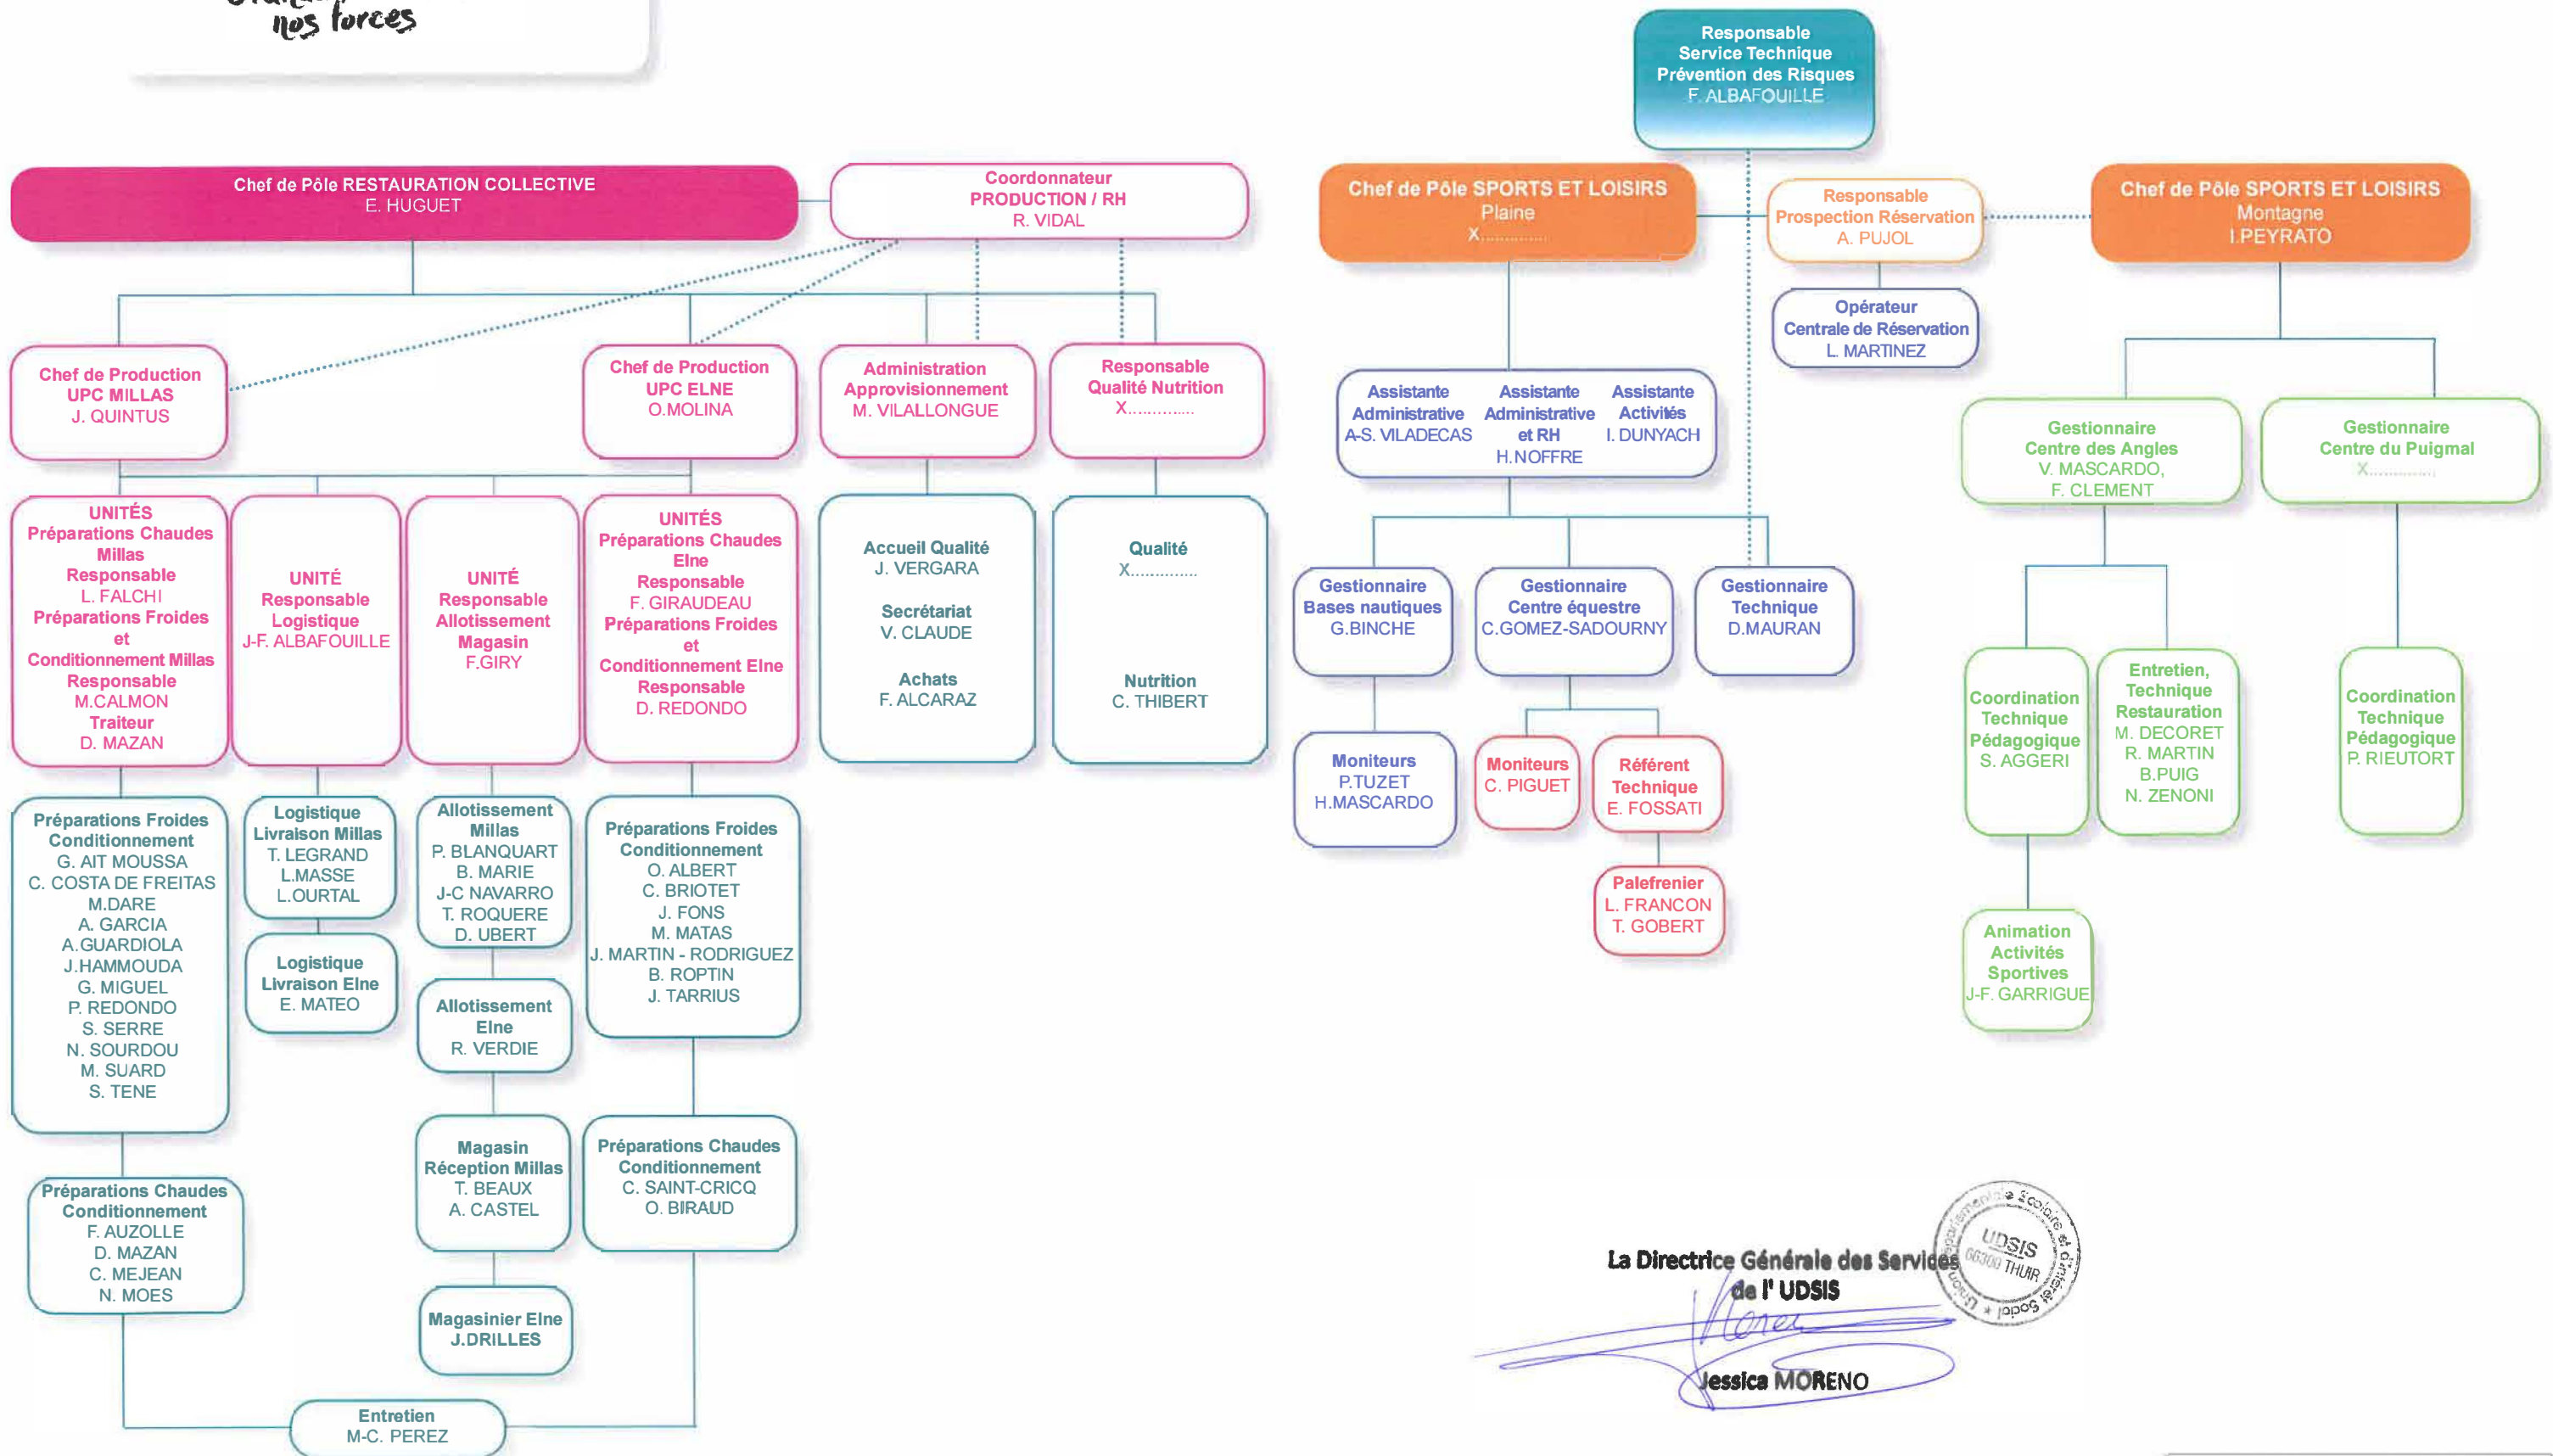 nos forces
Responsable
Service Technique
Prévention des Risques
F. ALBAFOUILLE
Chef de Pôle RESTAURATION COLLECTIVE
E. HUGUET
Coordonnateur
PRODUCTION / RH
R. VIDAL
Chef de Pôle SPORTS ET LOISIRS
Plaine
X..............
Responsable
Prospection Réservation
A. PUJOL
Chef de Pôle SPORTS ET LOISIRS
Montagne
I.PEYRATO
Opérateur
Centrale de Réservation
L. MARTINEZ
Chef de Production
UPC MILLAS
J. QUINTUS
Chef de Production
UPC ELNE
O.MOLINA
Administration
Approvisionnement
M. VILALLONGUE
Responsable
Qualité Nutrition
X..............
Assistante
Administrative
A-S. VILADECAS
Assistante
Administrative
et RH
H.NOFFRE
Assistante
Activités
I. DUNYACH
Gestionnaire
Centre des Angles
V. MASCARDO,
F. CLEMENT
Gestionnaire
Centre du Puigmal
X..............
UNITÉS
Préparations Chaudes
Millas
Responsable
L. FALCHI
Préparations Froides
et
Conditionnement Millas
Responsable
M.CALMON
Traiteur
D. MAZAN
UNITÉ
Responsable
Logistique
J-F. ALBAFOUILLE
UNITÉ
Responsable
Allotissement
Magasin
F.GIRY
UNITÉS
Préparations Chaudes
Elne
Responsable
F. GIRAUDEAU
Préparations Froides
et
Conditionnement Elne
Responsable
D. REDONDO
Accueil Qualité
J. VERGARA
Secrétariat
V. CLAUDE
Achats
F. ALCARAZ
Qualité
X..............
Nutrition
C. THIBERT
Gestionnaire
Bases nautiques
G.BINCHE
Gestionnaire
Centre équestre
C.GOMEZ-SADOURNY
Gestionnaire
Technique
D.MAURAN
Moniteurs
P.TUZET
H.MASCARDO
Moniteurs
C. PIGUET
Référent
Technique
E. FOSSATI
Palefrenier
L. FRANCON
T. GOBERT
Coordination
Technique
Pédagogique
S. AGGERI
Entretien,
Technique
Restauration
M. DECORET
R. MARTIN
B.PUIG
N. ZENONI
Coordination
Technique
Pédagogique
P. RIEUTORT
Animation
Activités
Sportives
J-F. GARRIGUE
Préparations Froides
Conditionnement
G. AIT MOUSSA
C. COSTA DE FREITAS
M.DARE
A. GARCIA
A.GUARDIOLA
J.HAMMOUDA
G. MIGUEL
P. REDONDO
S. SERRE
N. SOURDOU
M. SUARD
S. TENE
Logistique
Livraison Millas
T. LEGRAND
L.MASSE
L.OURTAL
Logistique
Livraison Elne
E. MATEO
Allotissement
Millas
P. BLANQUART
B. MARIE
J-C NAVARRO
T. ROQUERE
D. UBERT
Allotissement
Elne
R. VERDIE
Préparations Froides
Conditionnement
O. ALBERT
C. BRIOTET
J. FONS
M. MATAS
J. MARTIN - RODRIGUEZ
B. ROPTIN
J. TARRIUS
Magasin
Réception Millas
T. BEAUX
A. CASTEL
Préparations Chaudes
Conditionnement
C. SAINT-CRICQ
O. BIRAUD
Préparations Chaudes
Conditionnement
F. AUZOLLE
D. MAZAN
C. MEJEAN
N. MOES
Magasinier Elne
J.DRILLES
Entretien
M-C. PEREZ
La Directrice Générale des Services
de l' UDSIS
Jessica MORENO
Union Départementale Scolaire et d'Intérêt Social
UDSIS
66300 THUIR